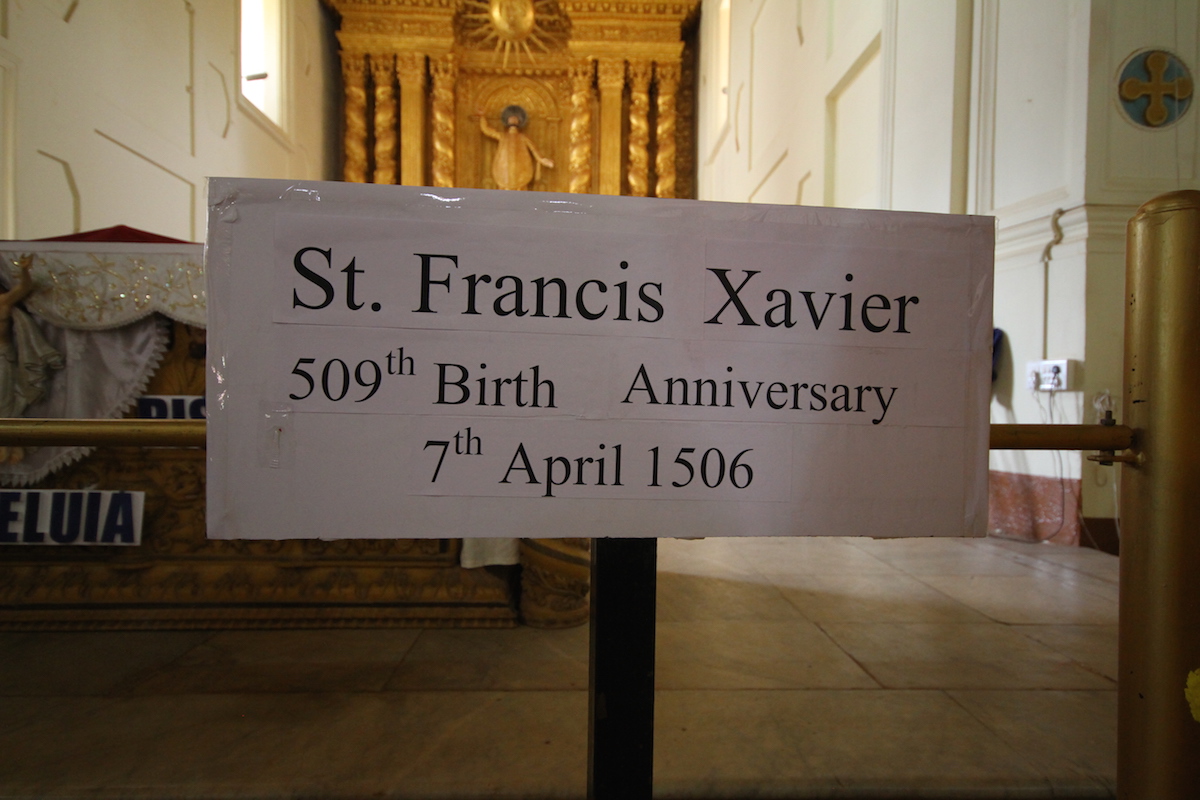 St. Francis Xavier
509th Birth Anniversary
7th April 1506
ELUIA